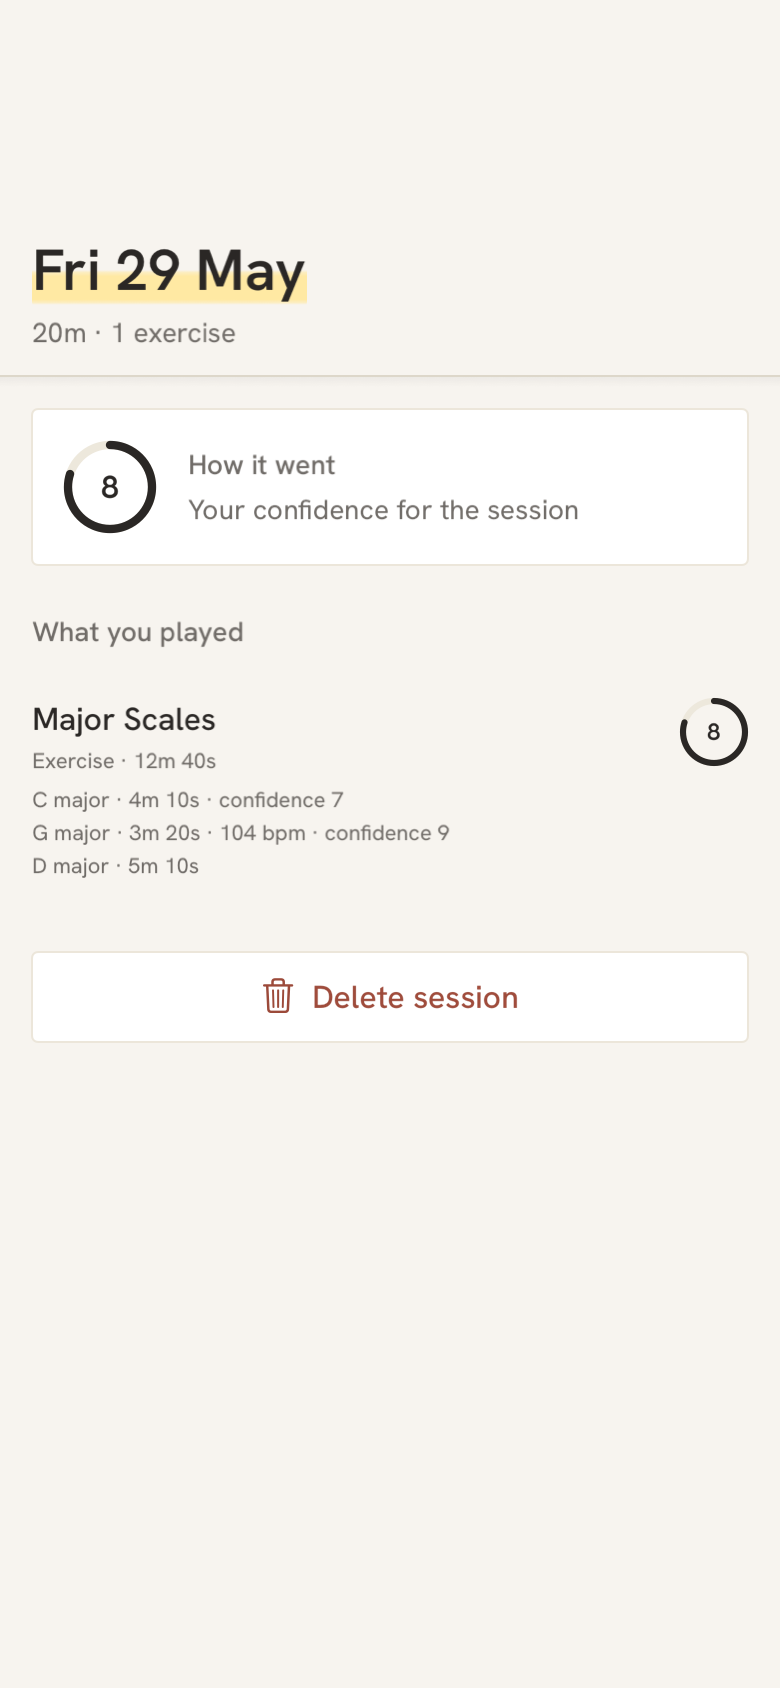 Fri 29 May
20m · 1 exercise
8
How it went
Your confidence for the session
What you played
Major Scales
8
Exercise · 12m 40s
C major · 4m 10s · confidence 7
G major · 3m 20s · 104 bpm · confidence 9
D major · 5m 10s
Delete session